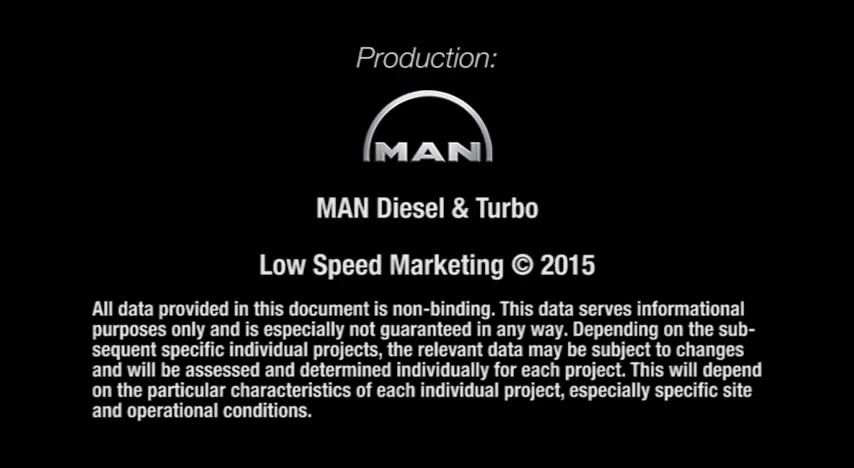 Production:
MAN
MAN Diesel & Turbo
Low Speed Marketing © 2015
All data provided in this document is non-binding. This data serves informational
purposes only and is especially not guaranteed in any way. Depending on the sub-
sequent specific individual projects, the relevant data may be subject to changes
and will be assessed and determined individually for each project. This will depend
on the particular characteristics of each individual project, especially specific site
and operational conditions.